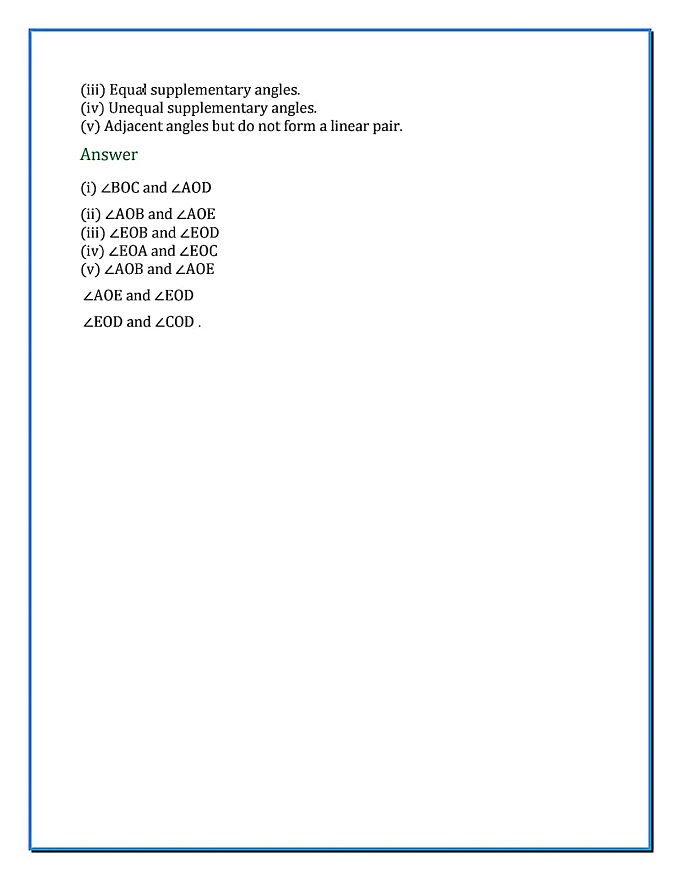 (iii) Equal supplementary angles.
(iv) Unequal supplementary angles.
(v) Adjacent angles but do not form a linear pair.
Answer
(i) ∠BOC and ∠AOD
(ii) ∠AOB and ∠AOE
(iii) ∠EOB and ∠EOD
(iv) ∠EOA and ∠EOC
(v) ∠AOB and ∠AOE
∠AOE and ∠EOD
∠EOD and ∠COD .